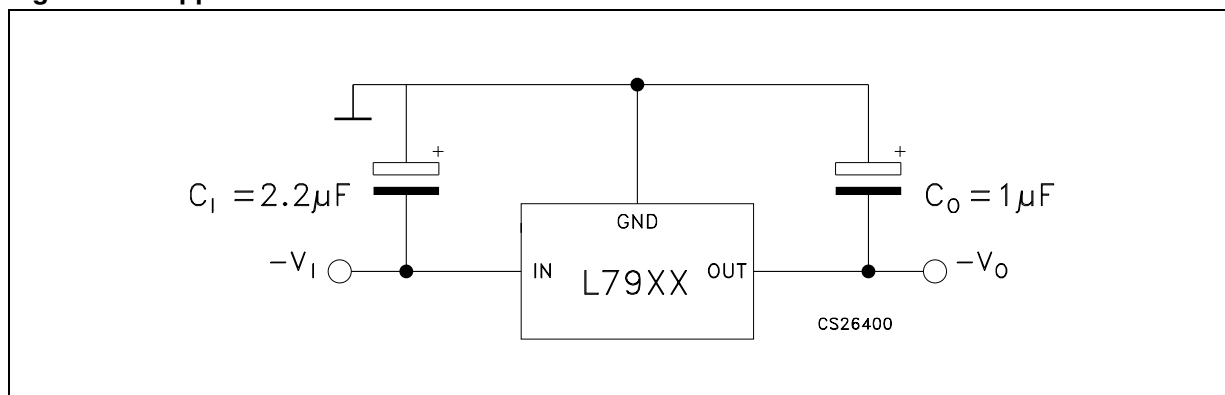 +
+
C_I = 2.2µF
C_O = 1µF
GND
-V_I
IN
L79XX
OUT
-V_O
CS26400